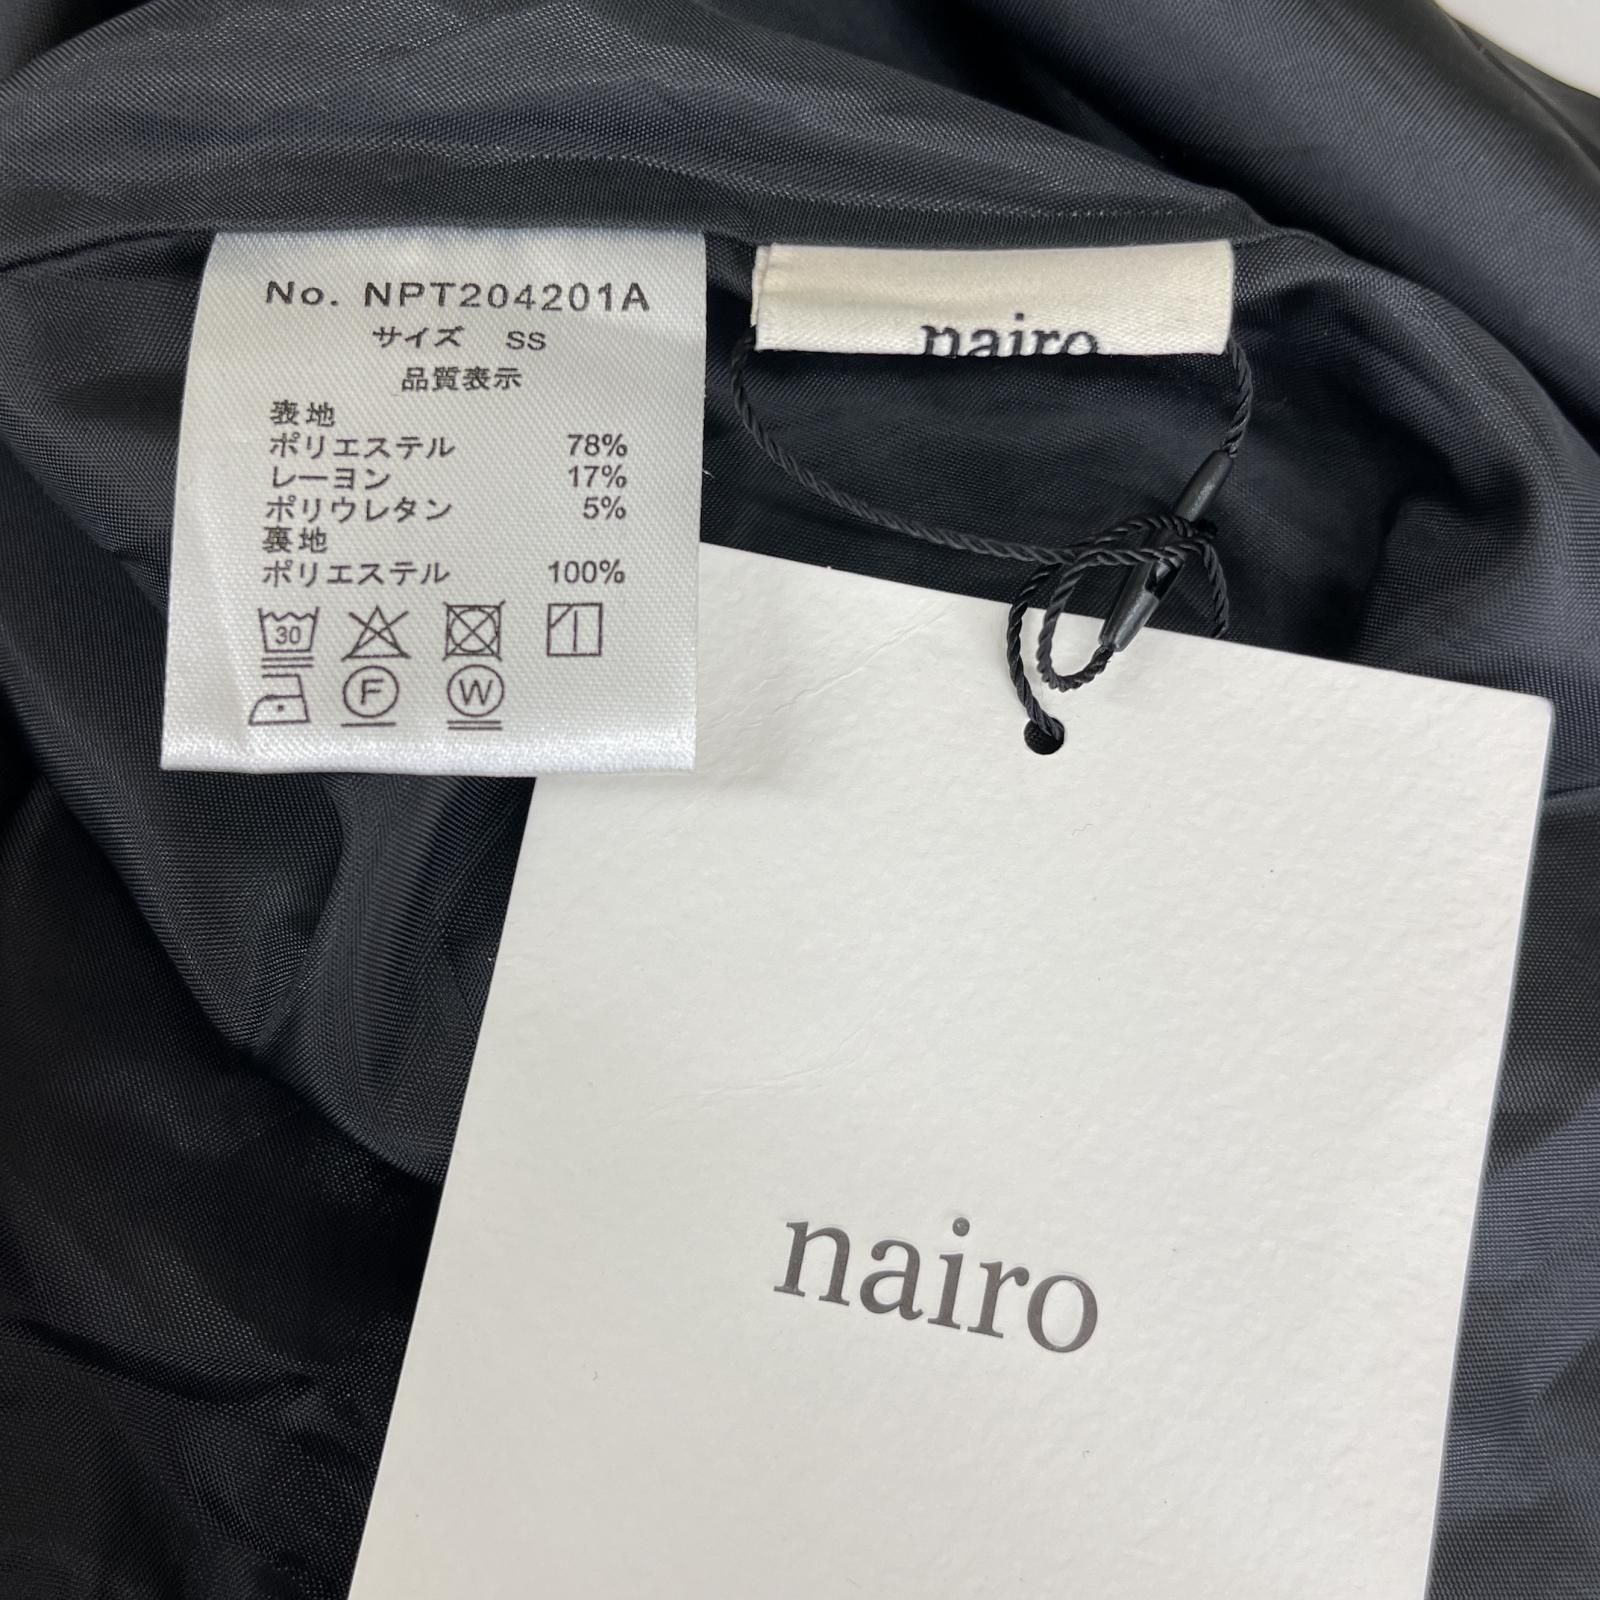 No. NPT204201A
サイズ SS
品質表示
表地
ポリエステル 78%
レーヨン 17%
ポリウレタン 5%
裏地
ポリエステル 100%
30
F W
nairo
nairo